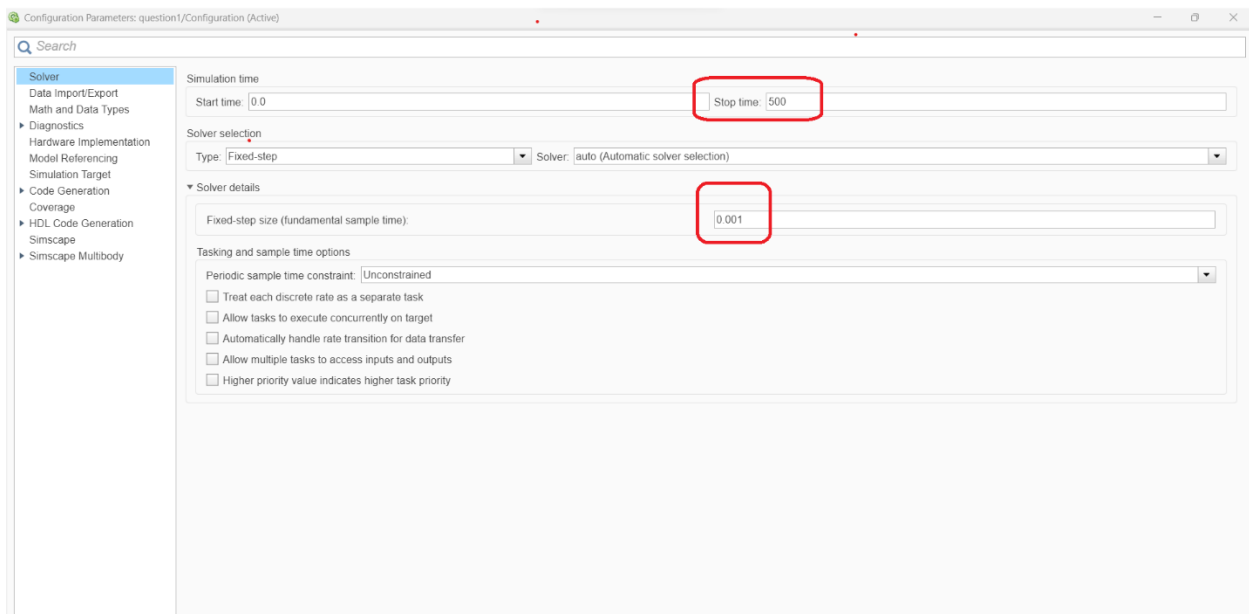 Configuration Parameters: question1/Configuration (Active)
Search
Solver
Data Import/Export
Math and Data Types
Diagnostics
Hardware Implementation
Model Referencing
Simulation Target
Code Generation
Coverage
HDL Code Generation
Simscape
Simscape Multibody
Simulation time
Start time: 0.0 Stop time: 500
Solver selection
Type: Fixed-step Solver: auto (Automatic solver selection)
Solver details
Fixed-step size (fundamental sample time): 0.001
Tasking and sample time options
Periodic sample time constraint: Unconstrained
Treat each discrete rate as a separate task
Allow tasks to execute concurrently on target
Automatically handle rate transition for data transfer
Allow multiple tasks to access inputs and outputs
Higher priority value indicates higher task priority